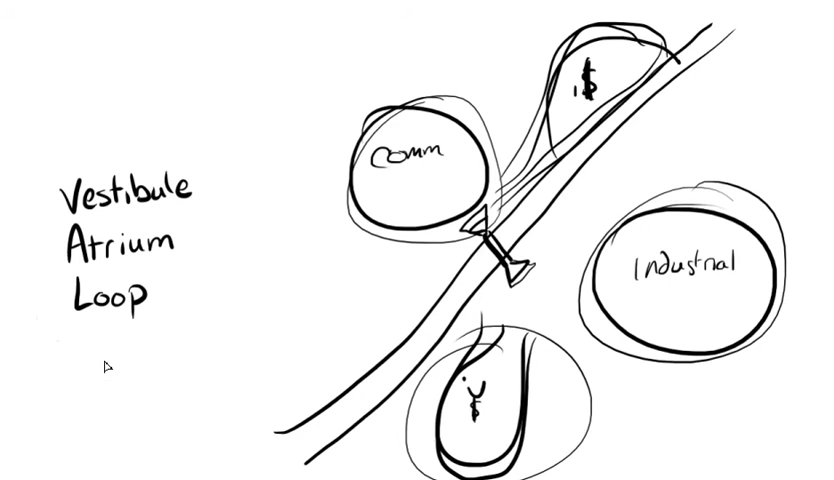 $
Comm
Vestibule
Atrium
Loop
Industrial